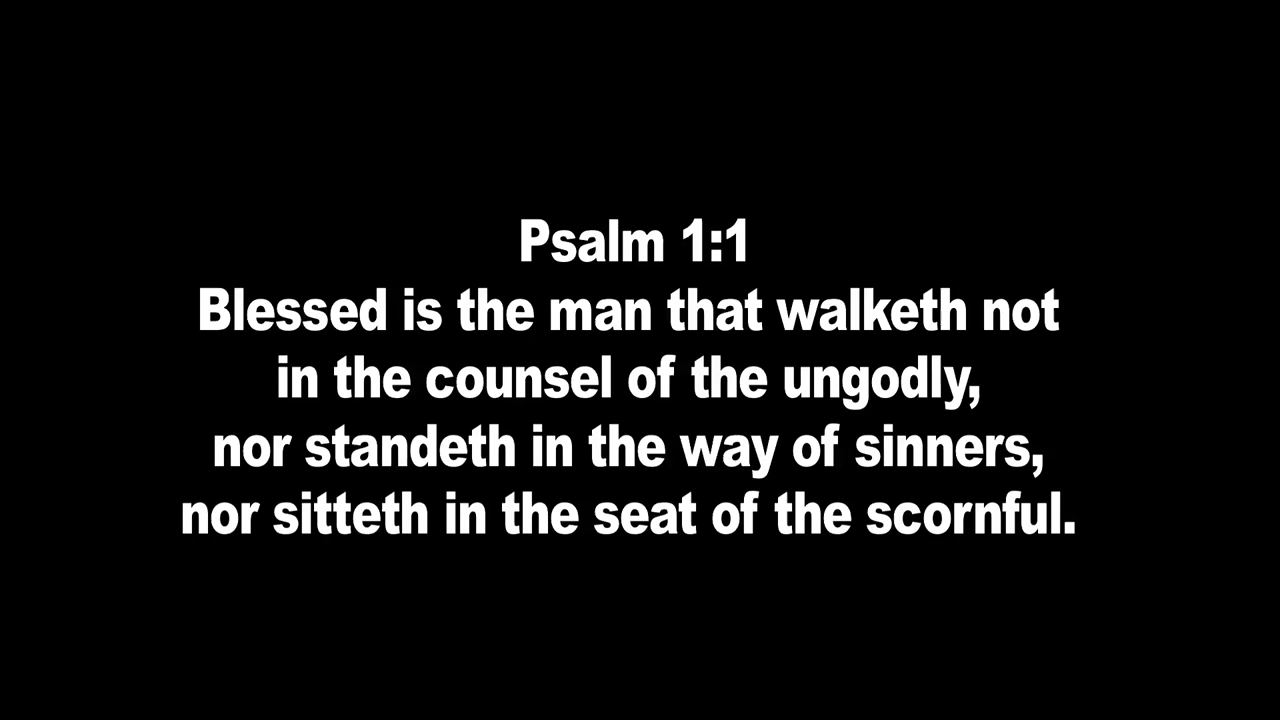 Psalm 1:1
Blessed is the man that walketh not
in the counsel of the ungodly,
nor standeth in the way of sinners,
nor sitteth in the seat of the scornful.